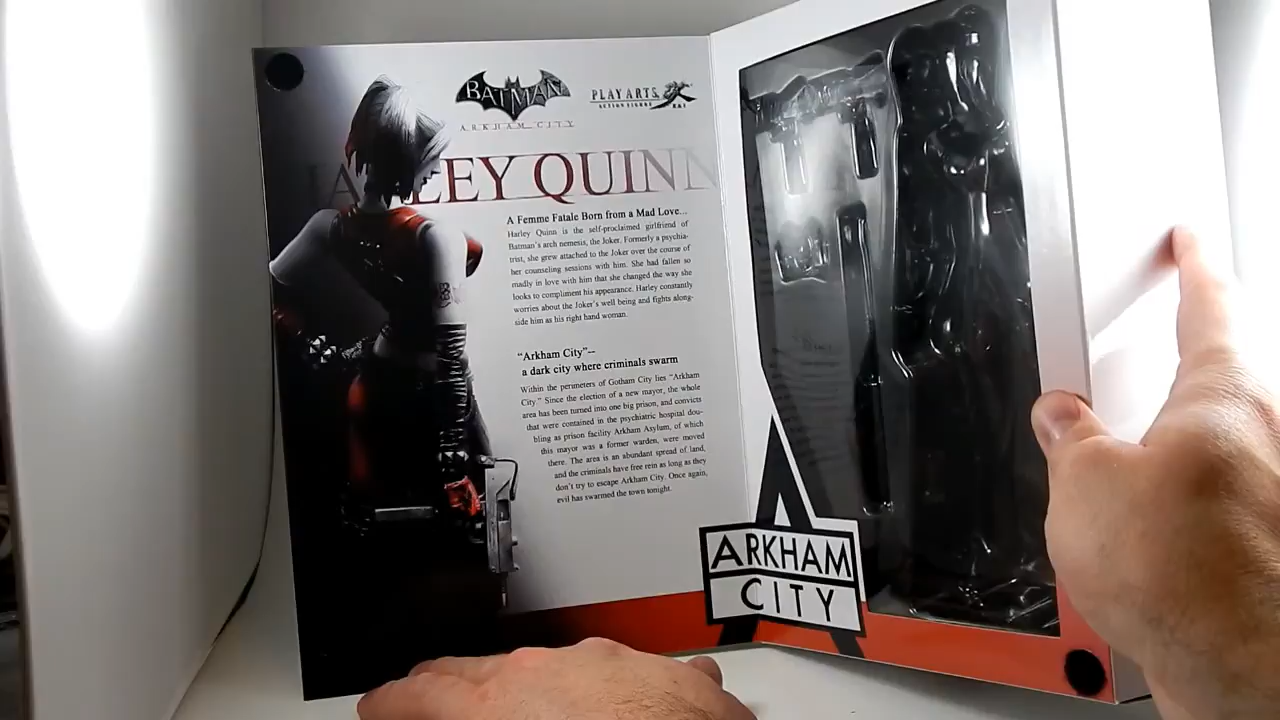 BATMAN
ARKHAM CITY
PLAY ARTS
ACTION FIGURE KAI
HARLEY QUINN
A Femme Fatale Born from a Mad Love...
Harley Quinn is the self-proclaimed girlfriend of
Batman's arch nemesis, the Joker. Formerly a psychia-
trist, she grew attached to the Joker over the course of
her counseling sessions with him. She had fallen so
madly in love with him that she changed the way she
looks to compliment his appearance. Harley constantly
worries about the Joker's well being and fights along-
side him as his right hand woman.
"Arkham City"--
a dark city where criminals swarm
Within the perimeters of Gotham City lies "Arkham
City." Since the election of a new mayor, the whole
area has been turned into one big prison, and convicts
that were contained in the psychiatric hospital dou-
bling as prison facility Arkham Asylum, of which
this mayor was a former warden, were moved
there. The area is an abundant spread of land,
and the criminals have free rein as long as they
don't try to escape Arkham City. Once again,
evil has swarmed the town tonight.
ARKHAM
CITY